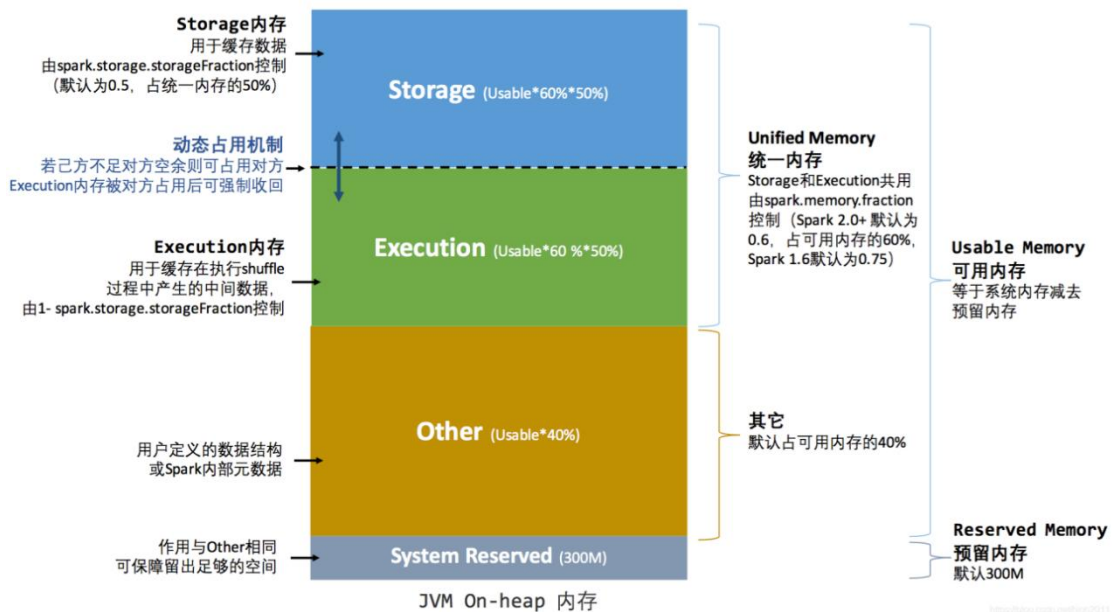 Storage内存
用于缓存数据
由spark.storage.storageFraction控制
（默认为0.5，占统一内存的50%）
动态占用机制
若己方不足对方空余则可占用对方
Execution内存被对方占用后可强制收回
Execution内存
用于缓存在执行shuffle
过程中产生的中间数据，
由1- spark.storage.storageFraction控制
用户定义的数据结构
或Spark内部元数据
作用与Other相同
可保障留出足够的空间
Storage (Usable*60%*50%)
Execution (Usable*60 %*50%)
Other (Usable*40%)
System Reserved (300M)
JVM On-heap 内存
Unified Memory
统一内存
Storage和Execution共用
由spark.memory.fraction
控制（Spark 2.0+ 默认为
0.6，占可用内存的60%，
Spark 1.6默认为0.75）
其它
默认占可用内存的40%
Usable Memory
可用内存
等于系统内存减去
预留内存
Reserved Memory
预留内存
默认300M